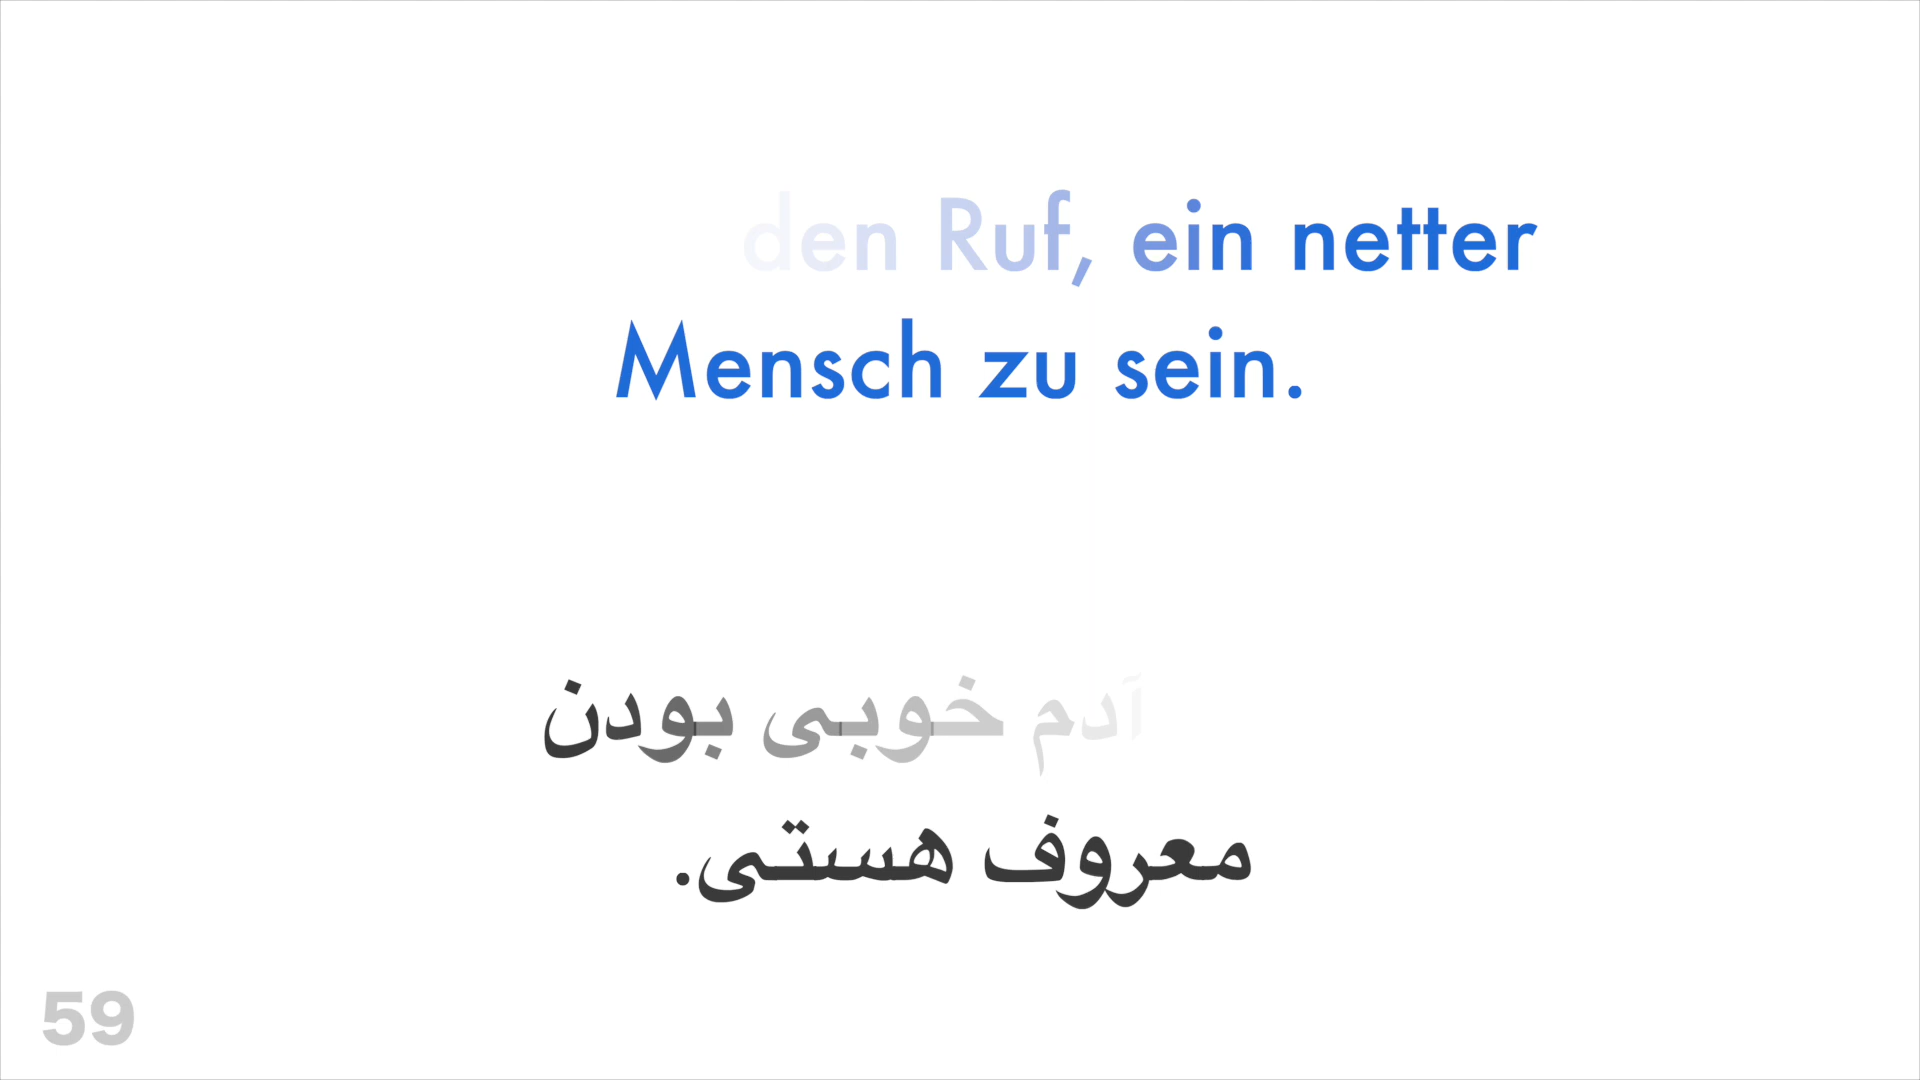 den Ruf, ein netter
Mensch zu sein.
آدم خوبی بودن
معروف هستی.
59